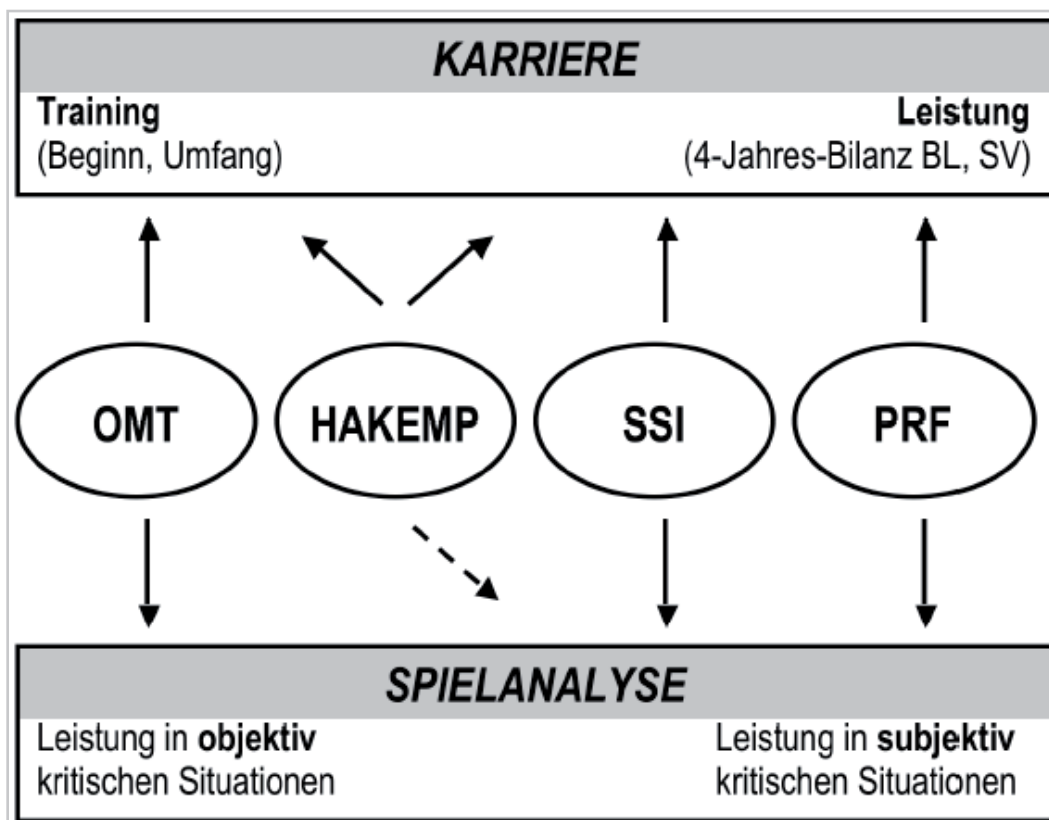 KARRIERE
Training Leistung
(Beginn, Umfang) (4-Jahres-Bilanz BL, SV)
OMT HAKEMP SSI PRF
SPIELANALYSE
Leistung in objektiv Leistung in subjektiv
kritischen Situationen kritischen Situationen